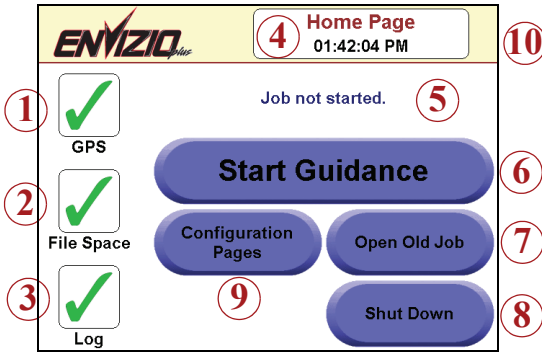 ENVIZIO plus
4
Home Page
01:42:04 PM
10
1
GPS
Job not started.
5
Start Guidance
6
2
File Space
Configuration
Pages
Open Old Job
7
9
3
Log
Shut Down
8